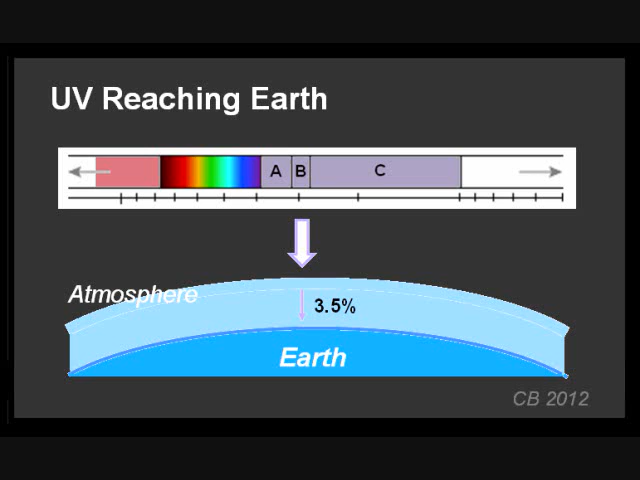 UV Reaching Earth
A B C
Atmosphere
3.5%
Earth
CB 2012